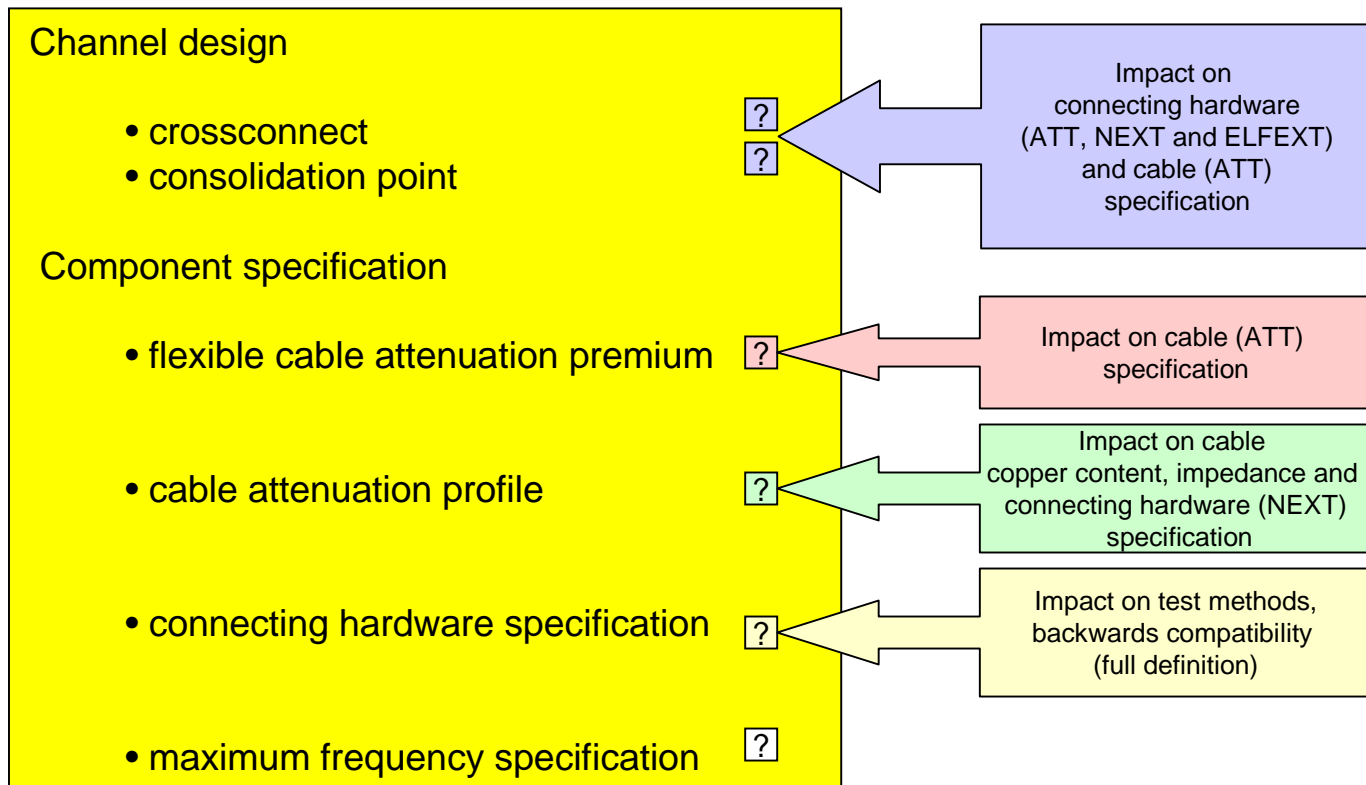 Channel design
• crossconnect
?
• consolidation point
?
Impact on
connecting hardware
(ATT, NEXT and ELFEXT)
and cable (ATT)
specification
Component specification
• flexible cable attenuation premium
?
Impact on cable (ATT)
specification
• cable attenuation profile
?
Impact on cable
copper content, impedance and
connecting hardware (NEXT)
specification
• connecting hardware specification
?
Impact on test methods,
backwards compatibility
(full definition)
• maximum frequency specification
?